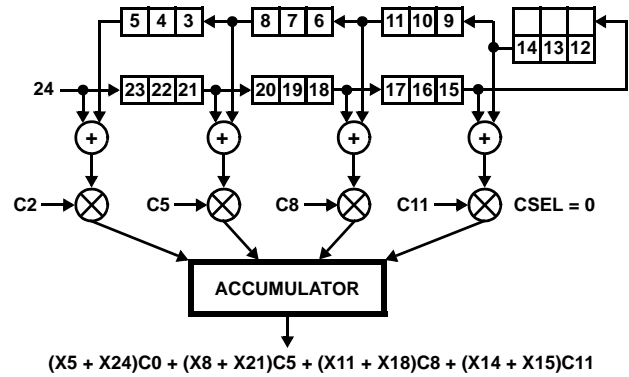 5 4 3 8 7 6 11 10 9
14 13 12
24 23 22 21 20 19 18 17 16 15
+ + + +
C2 C5 C8 C11 CSEL = 0
ACCUMULATOR
(X5 + X24)C0 + (X8 + X21)C5 + (X11 + X18)C8 + (X14 + X15)C11